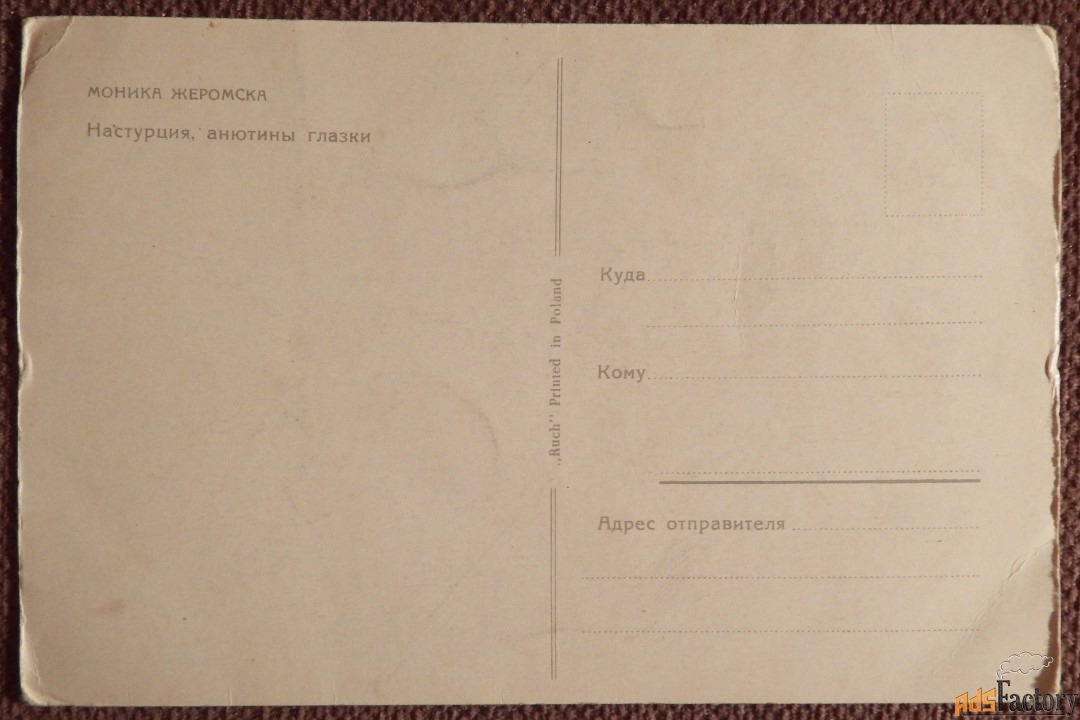 МОНИКА ЖЕРОМСКА
Настурция, анютины глазки
„Ruch" Printed in Poland
Куда
Кому
Адрес отправителя
AdsFactory